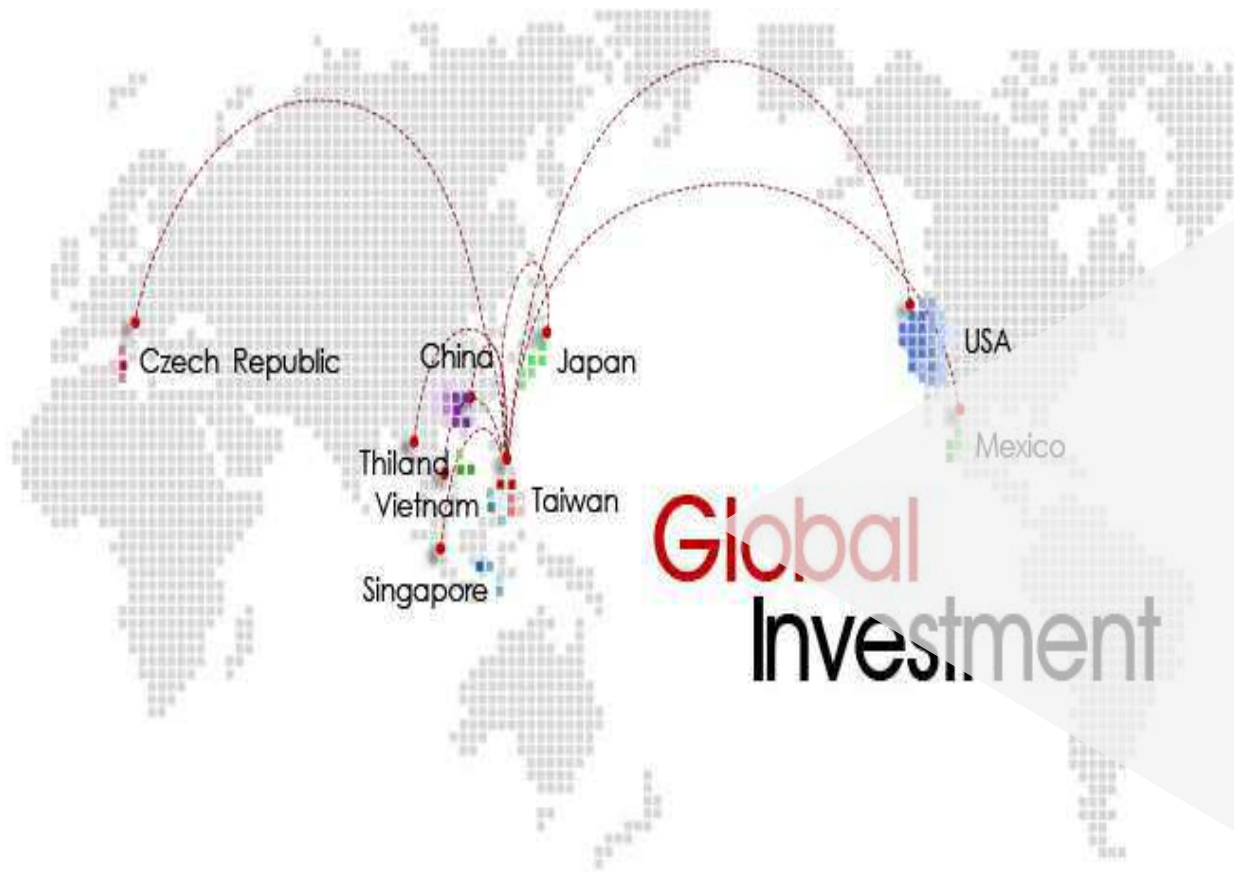 Czech Republic
China
Japan
USA
Mexico
Thiland
Vietnam
Taiwan
Singapore
Global
Investment